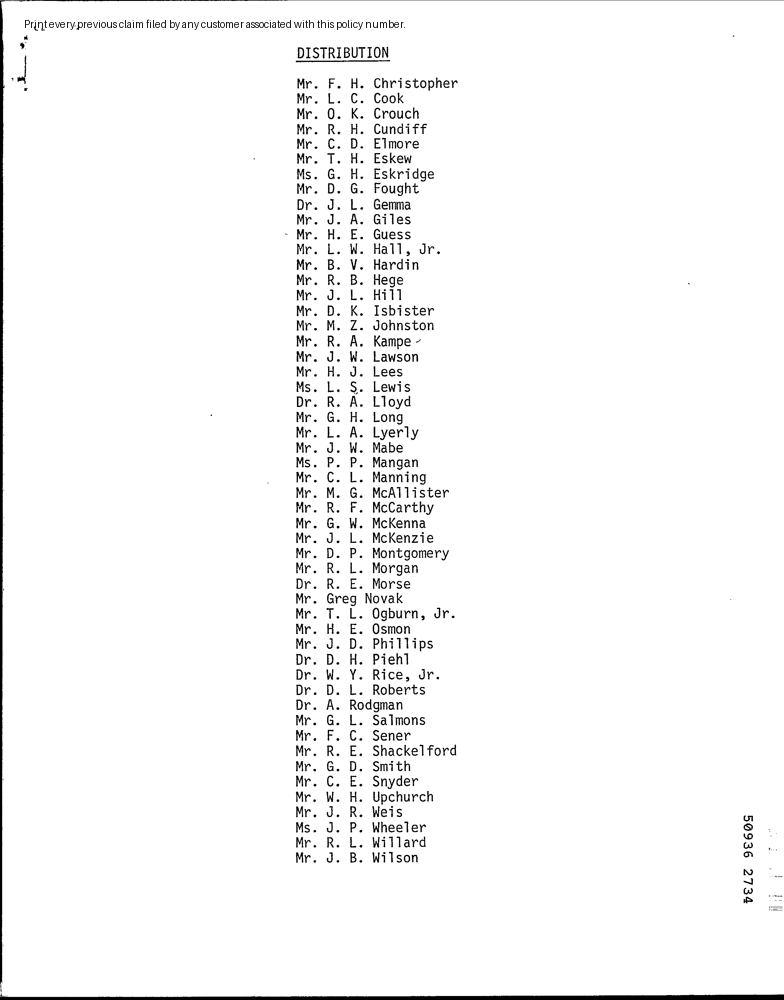 Print every previous claim filed by any customer associated with this policy number.
DISTRIBUTION
Mr. F. H. Christopher
Mr. L. C. Cook
Mr. O. K. Crouch
Mr. R. H. Cundiff
Mr. C. D. Elmore
Mr. T. H. Eskew
Ms. G. H. Eskridge
Mr. D. G. Fought
Dr. J. L. Gemma
Mr. J. A. Giles
Mr. H. E. Guess
Mr. L. W. Hall, Jr.
Mr. B. V. Hardin
Mr. R. B. Hege
Mr. J. L. Hill
Mr. D. K. Isbister
Mr. M. Z. Johnston
Mr. R. A. Kampe
Mr. J. W. Lawson
Mr. H. J. Lees
Ms. L. S. Lewis
Dr. R. A. Lloyd
Mr. G. H. Long
Mr. L. A. Lyerly
Mr. J. W. Mabe
Ms. P. P. Mangan
Mr. C. L. Manning
Mr. M. G. McAllister
Mr. R. F. McCarthy
Mr. G. W. McKenna
Mr. J. L. McKenzie
Mr. D. P. Montgomery
Mr. R. L. Morgan
Dr. R. E. Morse
Mr. Greg Novak
Mr. T. L. Ogburn, Jr.
Mr. H. E. Osmon
Mr. J. D. Phillips
Dr. D. H. Piehl
Dr. W. Y. Rice, Jr.
Dr. D. L. Roberts
Dr. A. Rodgman
Mr. G. L. Salmons
Mr. F. C. Sener
Mr. R. E. Shackelford
Mr. G. D. Smith
Mr. C. E. Snyder
Mr. W. H. Upchurch
Mr. J. R. Weis
Ms. J. P. Wheeler
Mr. R. L. Willard
Mr. J. B. Wilson
50936 2734